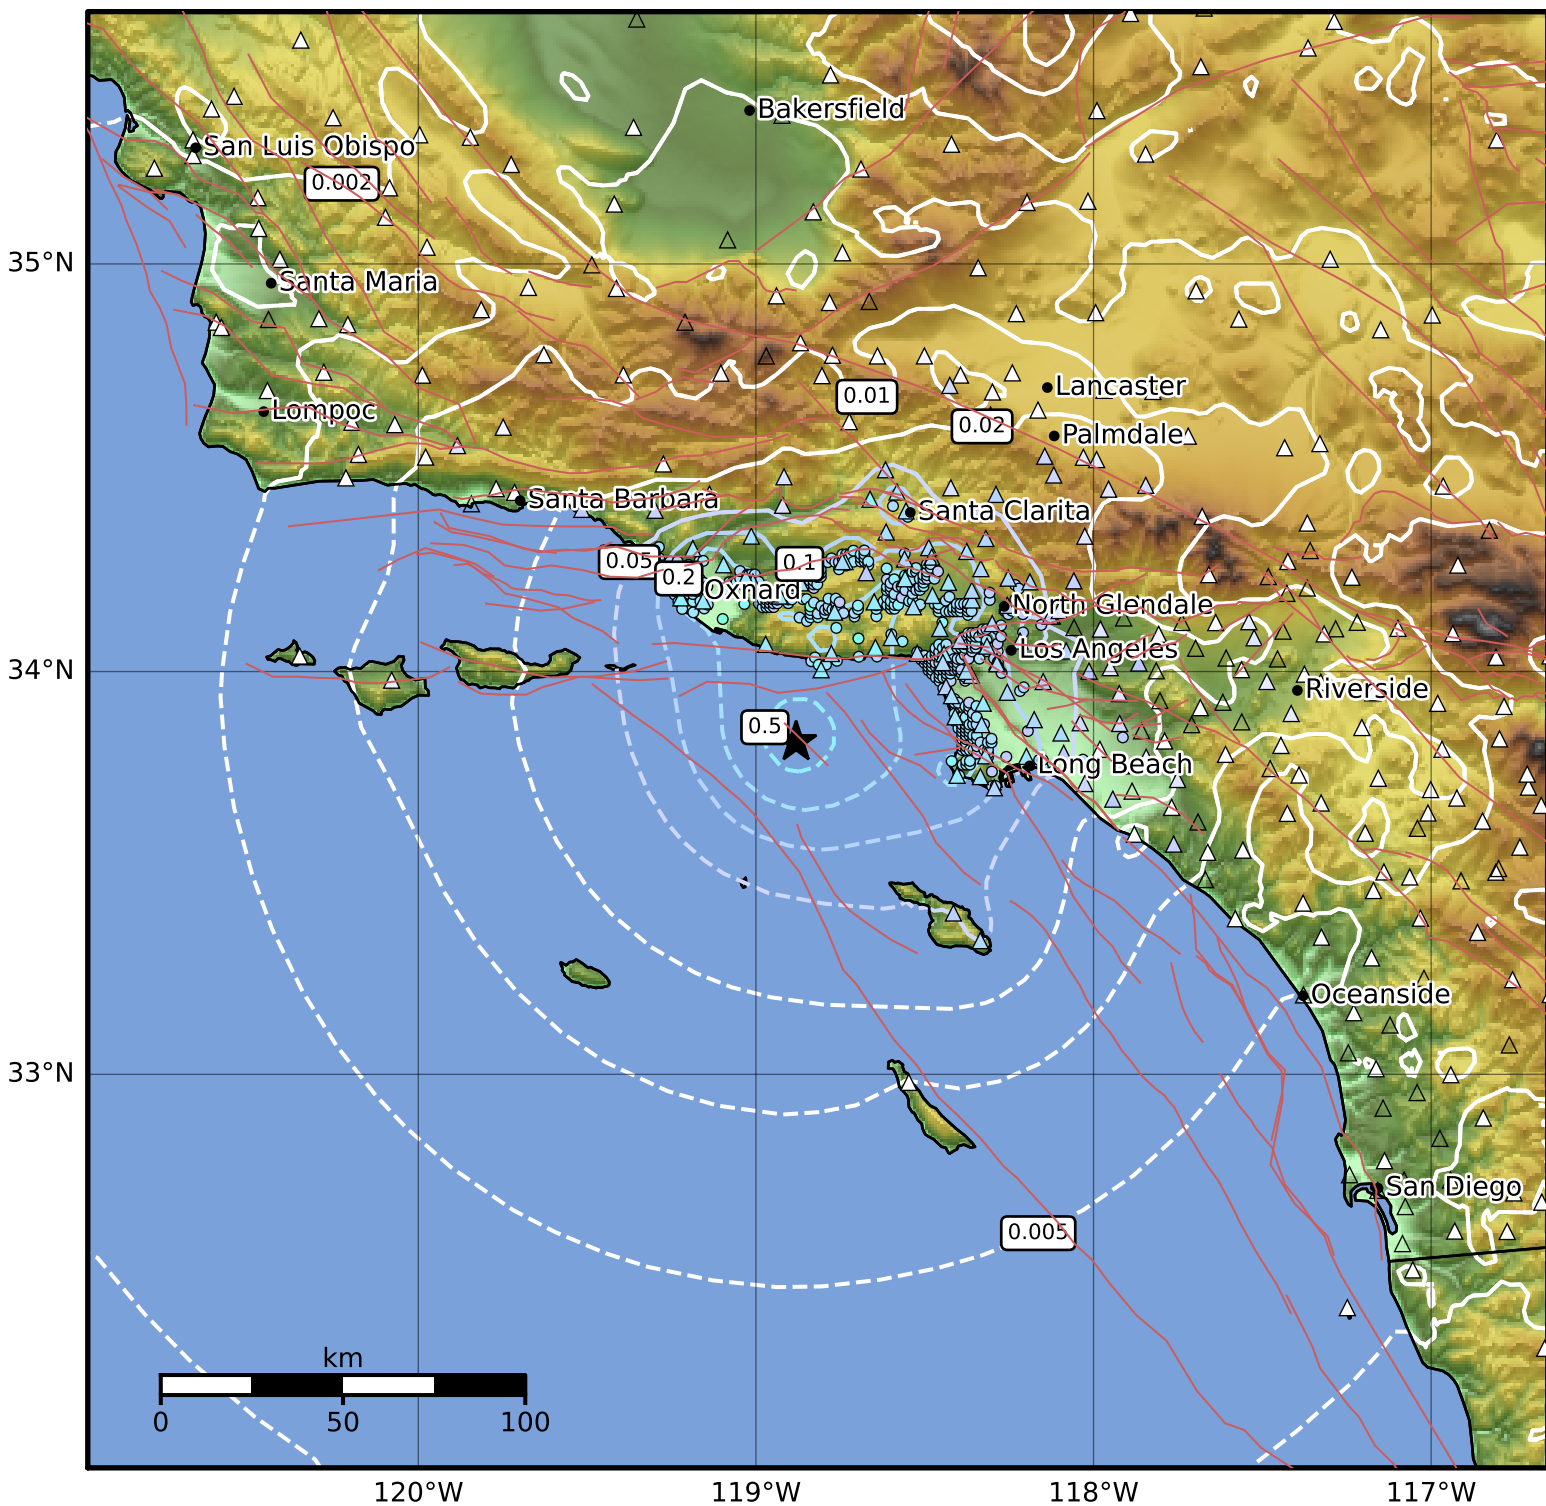 Bakersfield
San Luis Obispo
0.002
35°N
Santa Maria
0.01
Lancaster
Lompoc
0.02
Palmdale
Santa Barbara
Santa Clarita
0.05
0.1
0.2
Oxnard
North Glendale
Los Angeles
34°N
Riverside
0.5
Long Beach
Oceanside
33°N
San Diego
0.005
km
0 50 100
120°W 119°W 118°W 117°W